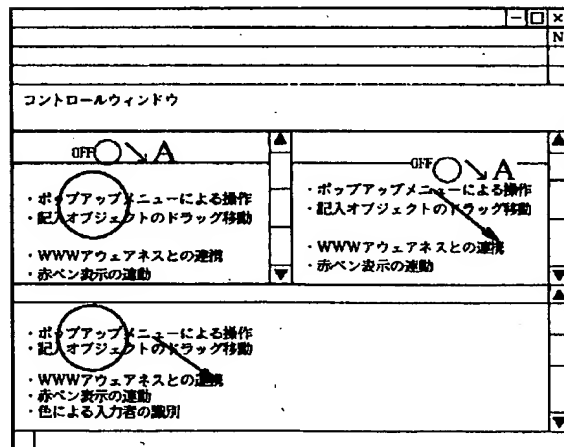 N
コントロールウィンドウ
OFF A
・ポップアップメニューによる操作
・記入オブジェクトのドラッグ移動
・WWWアウェアネスとの連携
・赤ペン表示の連動
OFF A
・ポップアップメニューによる操作
・記入オブジェクトのドラッグ移動
・WWWアウェアネスとの連携
・赤ペン表示の連動
・ポップアップメニューによる操作
・記入オブジェクトのドラッグ移動
・WWWアウェアネスとの連携
・赤ペン表示の連動
・色による入力者の識別